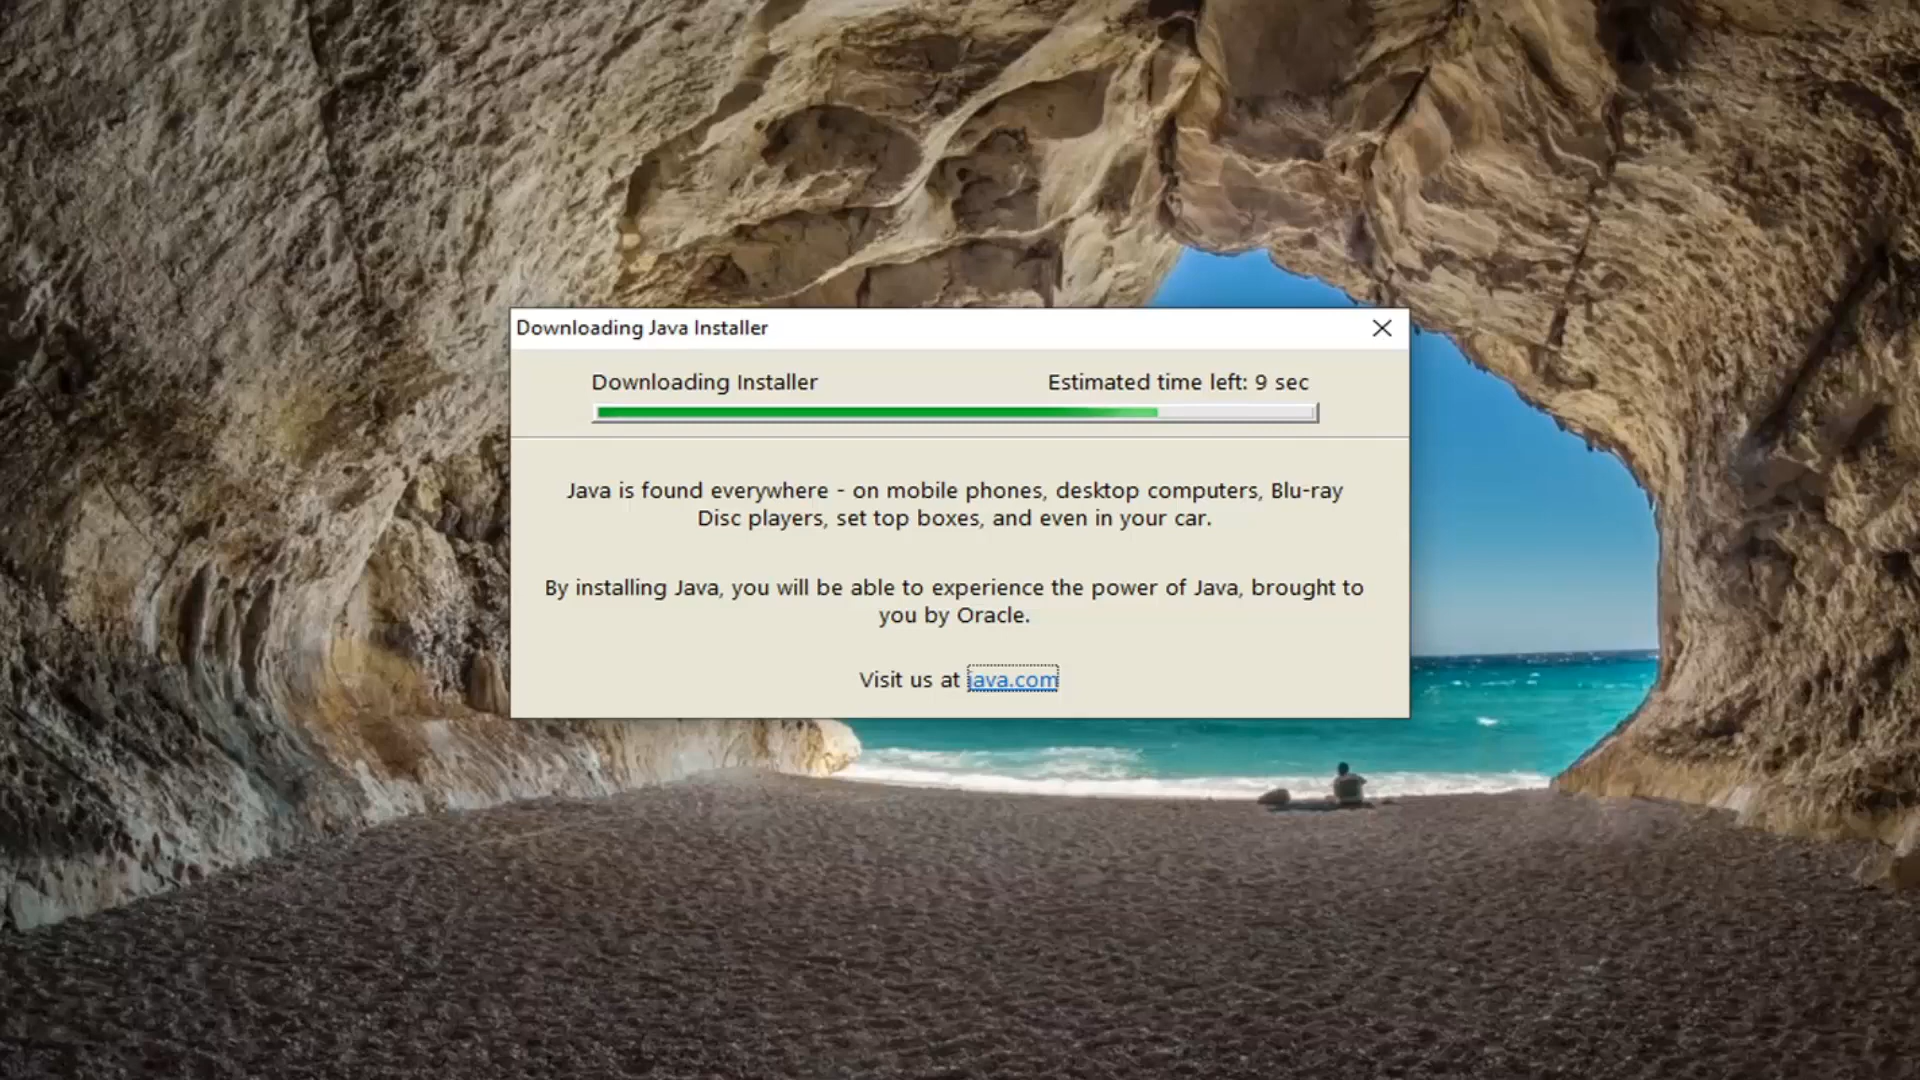 Downloading Java Installer
Downloading Installer
Estimated time left: 9 sec
Java is found everywhere - on mobile phones, desktop computers, Blu-ray
Disc players, set top boxes, and even in your car.
By installing Java, you will be able to experience the power of Java, brought to
you by Oracle.
Visit us at java.com